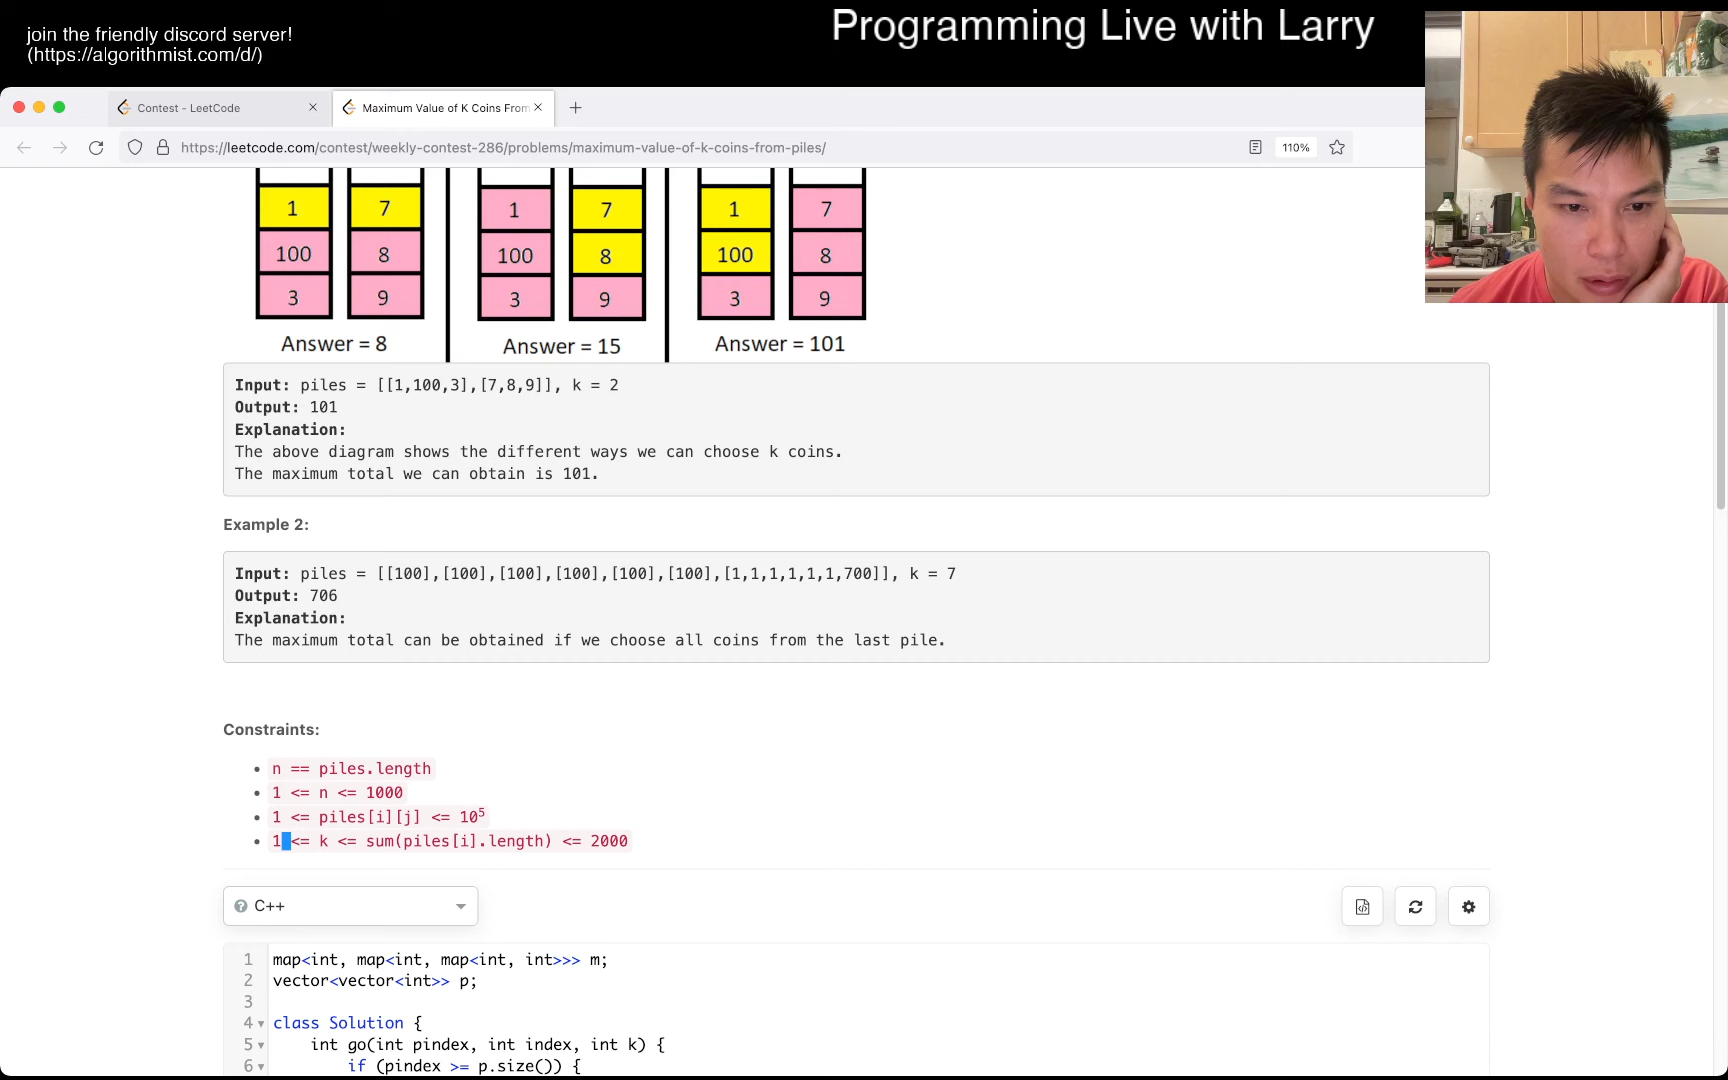 join the friendly discord server!
(https://algorithmist.com/d/)
Programming Live with Larry
Contest - LeetCode
Maximum Value of K Coins From
https://leetcode.com/contest/weekly-contest-286/problems/maximum-value-of-k-coins-from-piles/
110%
1 7 1 7 1 7
100 8 100 8 100 8
3 9 3 9 3 9
Answer = 8 Answer = 15 Answer = 101
Input: piles = [[1,100,3],[7,8,9]], k = 2
Output: 101
Explanation:
The above diagram shows the different ways we can choose k coins.
The maximum total we can obtain is 101.
Example 2:
Input: piles = [[100],[100],[100],[100],[100],[100],[1,1,1,1,1,1,700]], k = 7
Output: 706
Explanation:
The maximum total can be obtained if we choose all coins from the last pile.
Constraints:
n == piles.length
1 <= n <= 1000
1 <= piles[i][j] <= 10⁵
1 <= k <= sum(piles[i].length) <= 2000
C++
1 map<int, map<int, map<int, int>>> m;
2 vector<vector<int>> p;
3
4 class Solution {
5 int go(int pindex, int index, int k) {
6 if (pindex >= p.size()) {